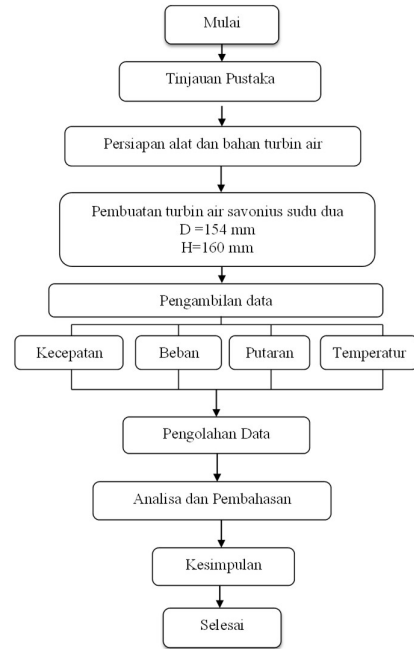 Mulai
Tinjauan Pustaka
Persiapan alat dan bahan turbin air
Pembuatan turbin air savonius sudu dua
D =154 mm
H=160 mm
Pengambilan data
Kecepatan
Beban
Putaran
Temperatur
Pengolahan Data
Analisa dan Pembahasan
Kesimpulan
Selesai